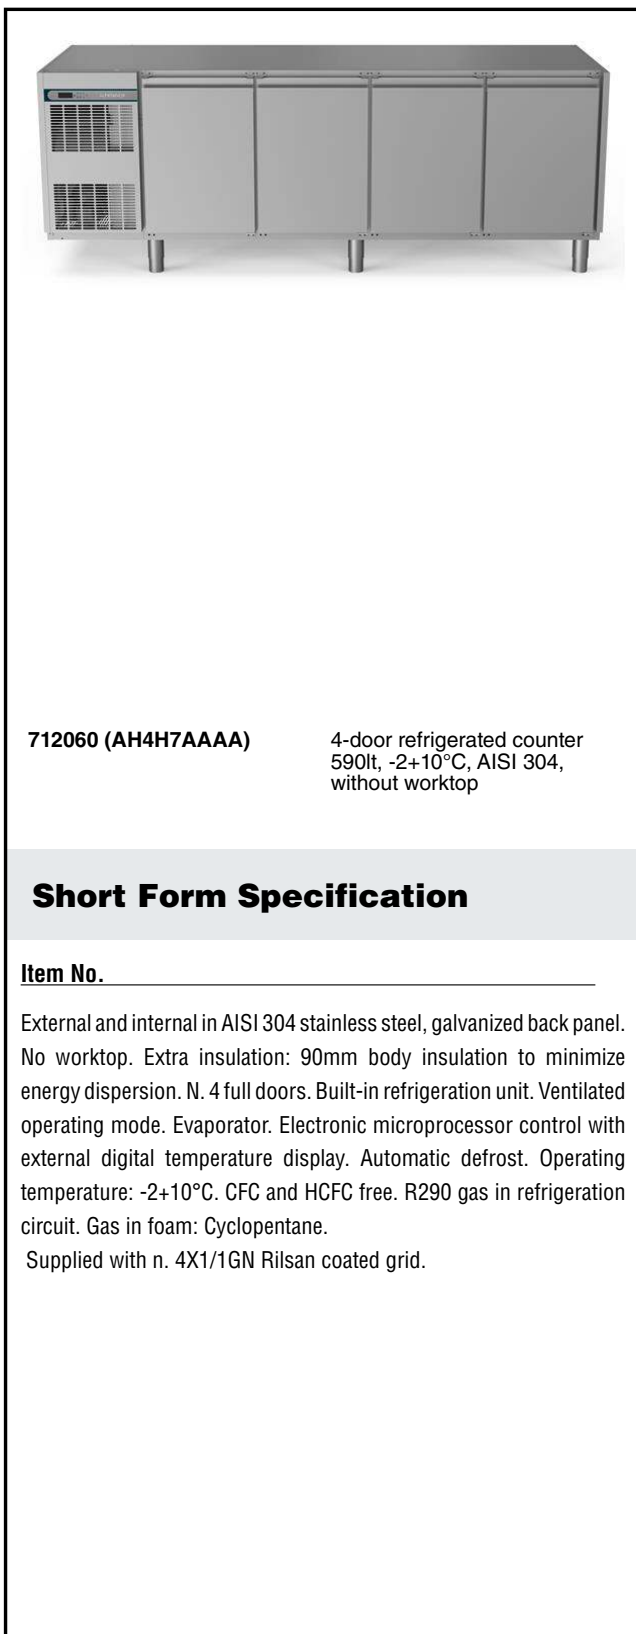 712060 (AH4H7AAAA)
4-door refrigerated counter
590lt, -2+10°C, AISI 304,
without worktop
Short Form Specification
Item No.
External and internal in AISI 304 stainless steel, galvanized back panel.
No worktop. Extra insulation: 90mm body insulation to minimize
energy dispersion. N. 4 full doors. Built-in refrigeration unit. Ventilated
operating mode. Evaporator. Electronic microprocessor control with
external digital temperature display. Automatic defrost. Operating
temperature: -2+10°C. CFC and HCFC free. R290 gas in refrigeration
circuit. Gas in foam: Cyclopentane.
Supplied with n. 4X1/1GN Rilsan coated grid.